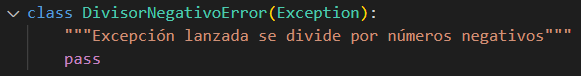 class DivisorNegativoError(Exception):
    """Excepción lanzada se divide por números negativos"""
    pass